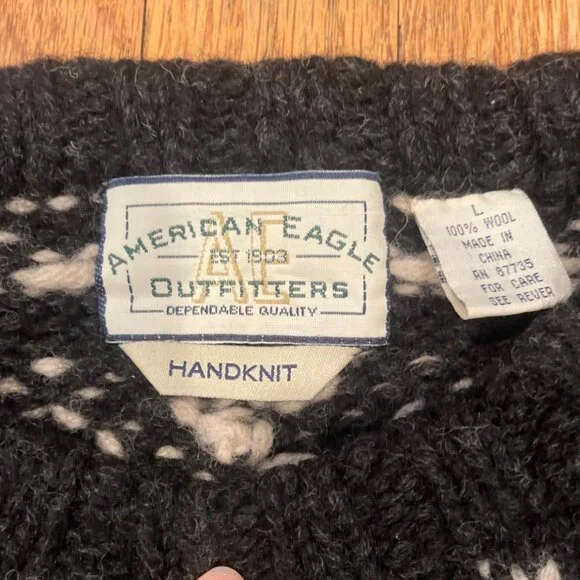 AMERICAN EAGLE
AE
EST 1903
OUTFITTERS
DEPENDABLE QUALITY
HANDKNIT
L
100% WOOL
MADE IN
CHINA
RN 87735
FOR CARE
SEE REVER